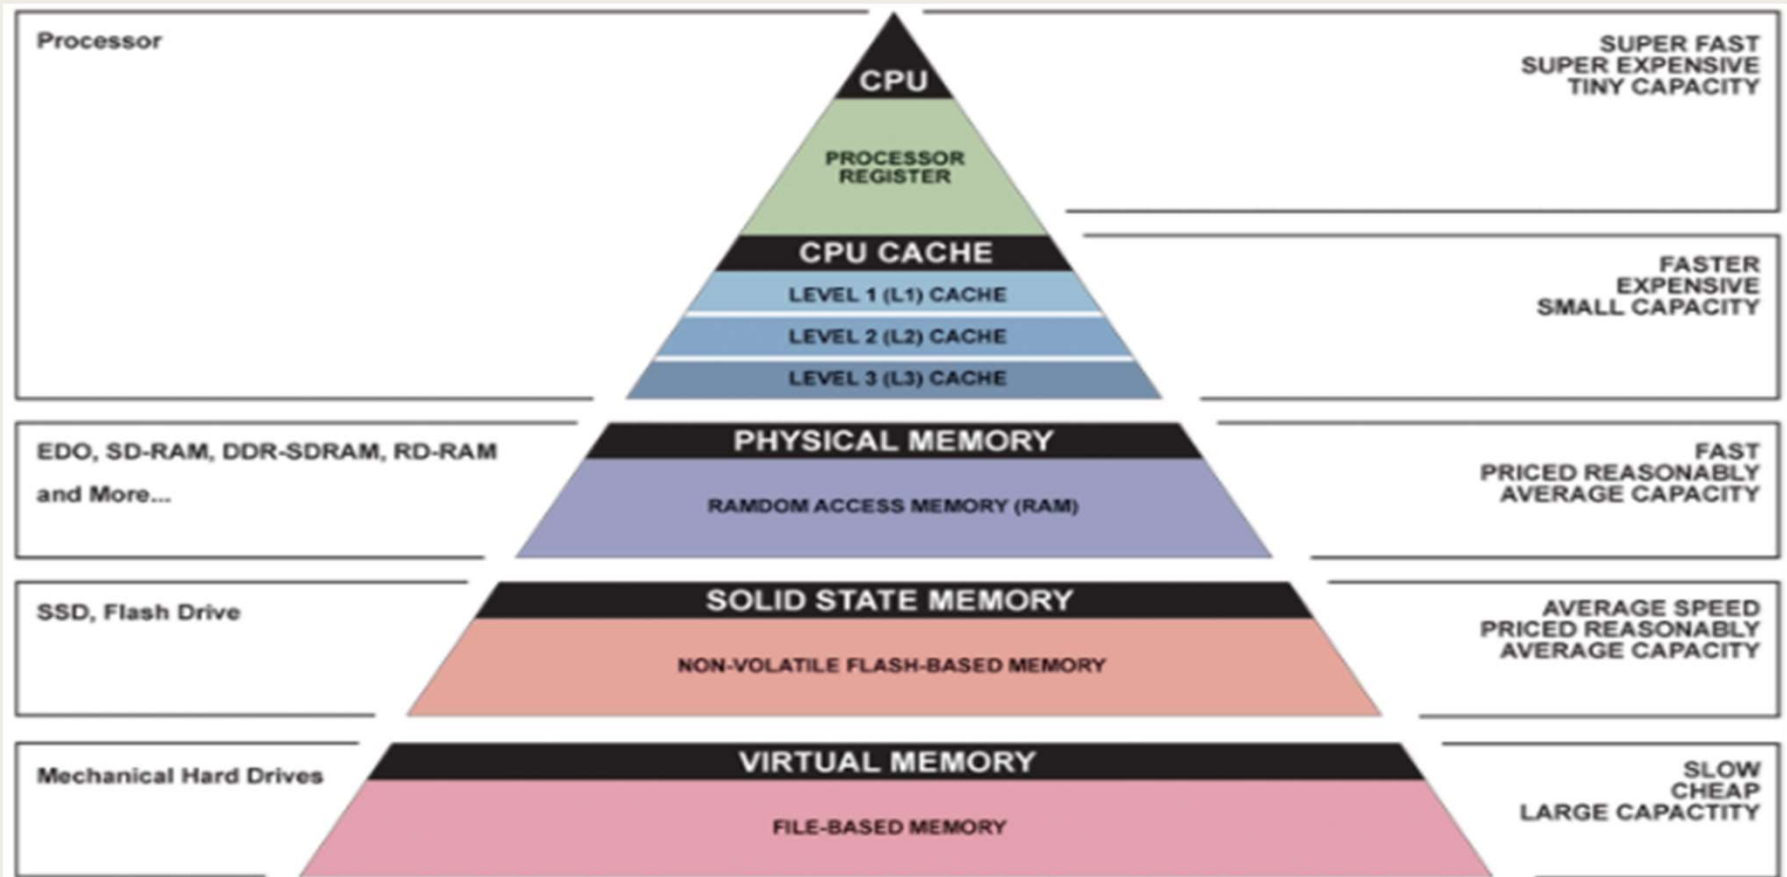 Processor
CPU
SUPER FAST
SUPER EXPENSIVE
TINY CAPACITY
PROCESSOR
REGISTER
CPU CACHE
LEVEL 1 (L1) CACHE
LEVEL 2 (L2) CACHE
LEVEL 3 (L3) CACHE
FASTER
EXPENSIVE
SMALL CAPACITY
EDO, SD-RAM, DDR-SDRAM, RD-RAM
and More...
PHYSICAL MEMORY
RAMDOM ACCESS MEMORY (RAM)
FAST
PRICED REASONABLY
AVERAGE CAPACITY
SSD, Flash Drive
SOLID STATE MEMORY
NON-VOLATILE FLASH-BASED MEMORY
AVERAGE SPEED
PRICED REASONABLY
AVERAGE CAPACITY
Mechanical Hard Drives
VIRTUAL MEMORY
FILE-BASED MEMORY
SLOW
CHEAP
LARGE CAPACTITY